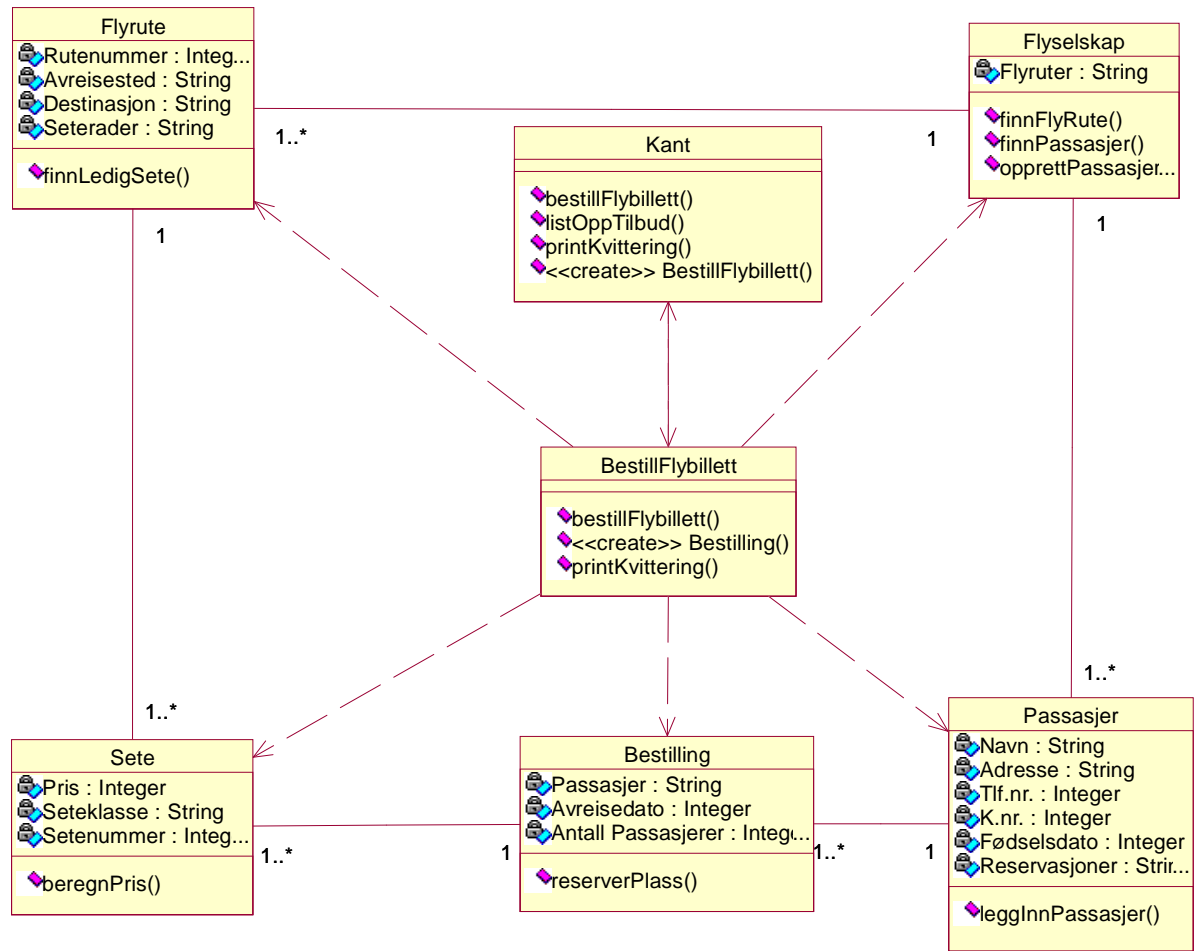 Flyrute
Rutenummer : Integ...
Avreisested : String
Destinasjon : String
Seterader : String
finnLedigSete()
1..*
1
Flyselskap
Flyruter : String
finnFlyRute()
finnPassasjer()
opprettPassasjer...
Kant
bestillFlybillett()
listOppTilbud()
printKvittering()
<<create>> BestillFlybillett()
1
1
BestillFlybillett
bestillFlybillett()
<<create>> Bestilling()
printKvittering()
1..*
1..*
Sete
Pris : Integer
Seteklasse : String
Setenummer : Integ...
beregnPris()
1..*
1
Bestilling
Passasjer : String
Avreisedato : Integer
Antall Passasjerer : Integ...
reserverPlass()
1..*
1
Passasjer
Navn : String
Adresse : String
Tlf.nr. : Integer
K.nr. : Integer
Fødselsdato : Integer
Reservasjoner : Strin...
leggInnPassasjer()